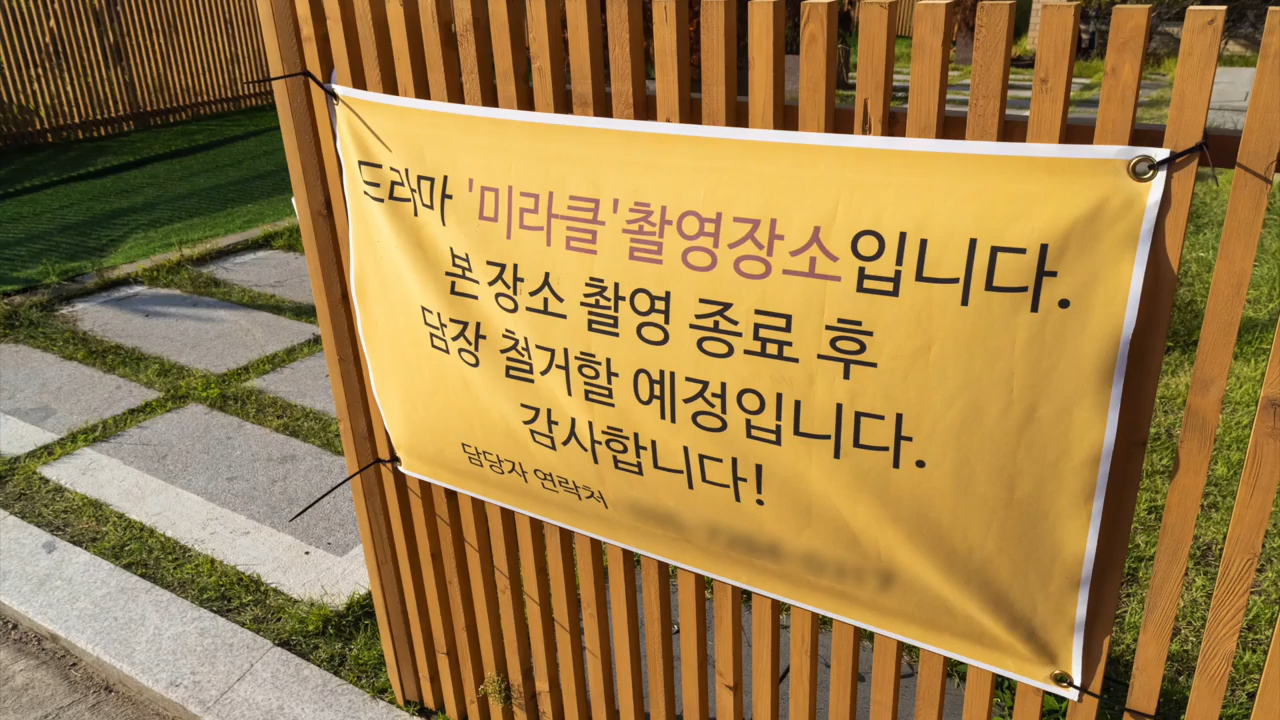 드라마 '미라클'촬영장소입니다.
본 장소 촬영 종료 후
담장 철거할 예정입니다.
감사합니다!
담당자 연락처